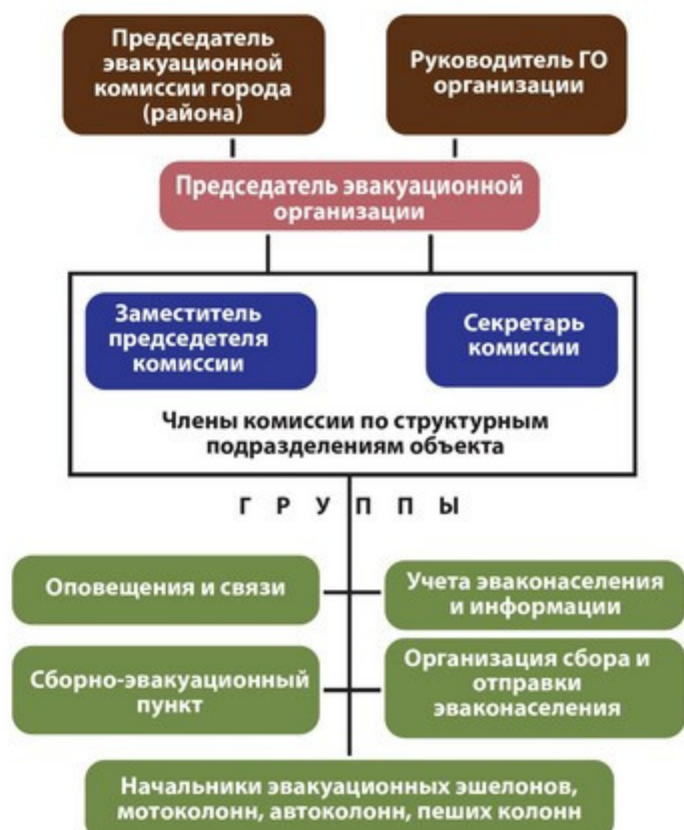 Председатель
эвакуационной
комиссии города
(района)
Руководитель ГО
организации
Председатель эвакуационной
организации
Заместитель
председетеля
комиссии
Секретарь
комиссии
Члены комиссии по структурным
подразделениям объекта
Г Р У П П Ы
Оповещения и связи
Учета эваконаселения
и информации
Сборно-эвакуационный
пункт
Организация сбора и
отправки
эваконаселения
Начальники эвакуационных эшелонов,
мотоколонн, автоколонн, пеших колонн